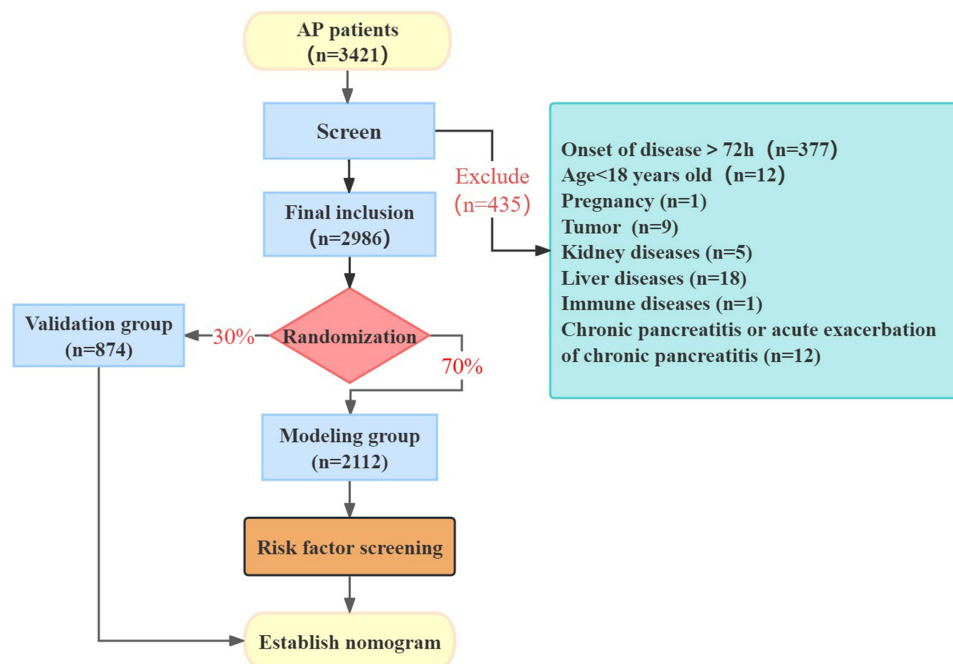 AP patients
(n=3421)
Screen
Exclude
(n=435)
Onset of disease > 72h (n=377)
Age<18 years old (n=12)
Pregnancy (n=1)
Tumor (n=9)
Kidney diseases (n=5)
Liver diseases (n=18)
Immune diseases (n=1)
Chronic pancreatitis or acute exacerbation
of chronic pancreatitis (n=12)
Final inclusion
(n=2986)
Randomization
30%
70%
Validation group
(n=874)
Modeling group
(n=2112)
Risk factor screening
Establish nomogram